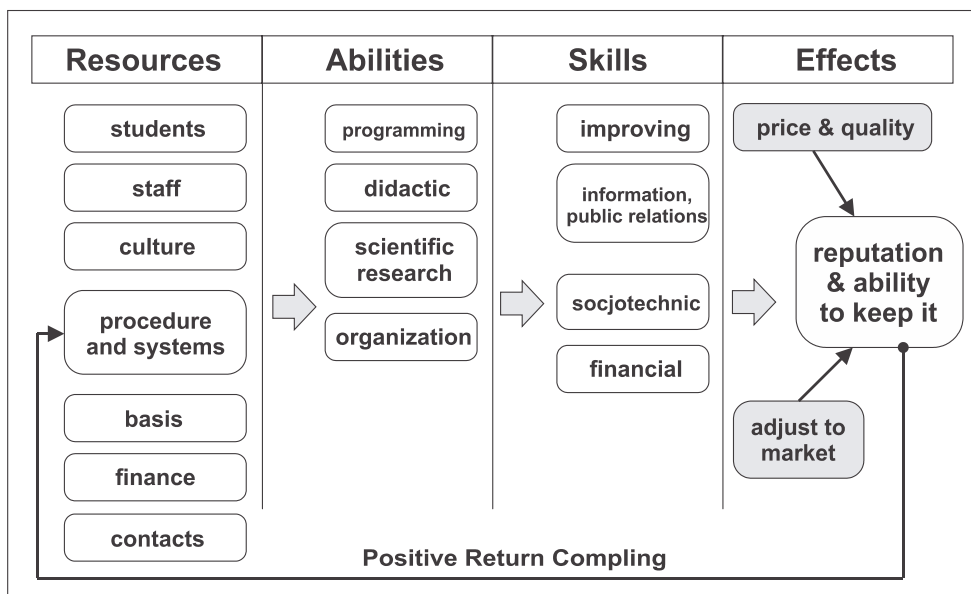 Resources
Abilities
Skills
Effects
students
staff
culture
procedure
and systems
basis
finance
contacts
programming
didactic
scientific
research
organization
improving
information,
public relations
socjotechnic
financial
price & quality
reputation
& ability
to keep it
adjust to
market
Positive Return Compling